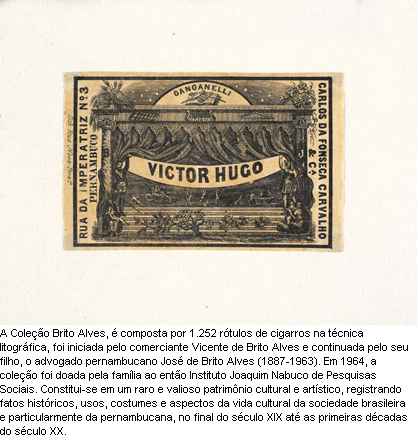 GANGANELLI
RUA DA IMPERATRIZ Nº.3
PERNAMBUCO
VICTOR HUGO
CARLOS DA FONSECA CARVALHO
& Cª
A Coleção Brito Alves, é composta por 1.252 rótulos de cigarros na técnica
litográfica, foi iniciada pelo comerciante Vicente de Brito Alves e continuada pelo seu
filho, o advogado pernambucano José de Brito Alves (1887-1963). Em 1964, a
coleção foi doada pela família ao então Instituto Joaquim Nabuco de Pesquisas
Sociais. Constitui-se em um raro e valioso patrimônio cultural e artístico, registrando
fatos históricos, usos, costumes e aspectos da vida cultural da sociedade brasileira
e particularmente da pernambucana, no final do século XIX até as primeiras décadas
do século XX.